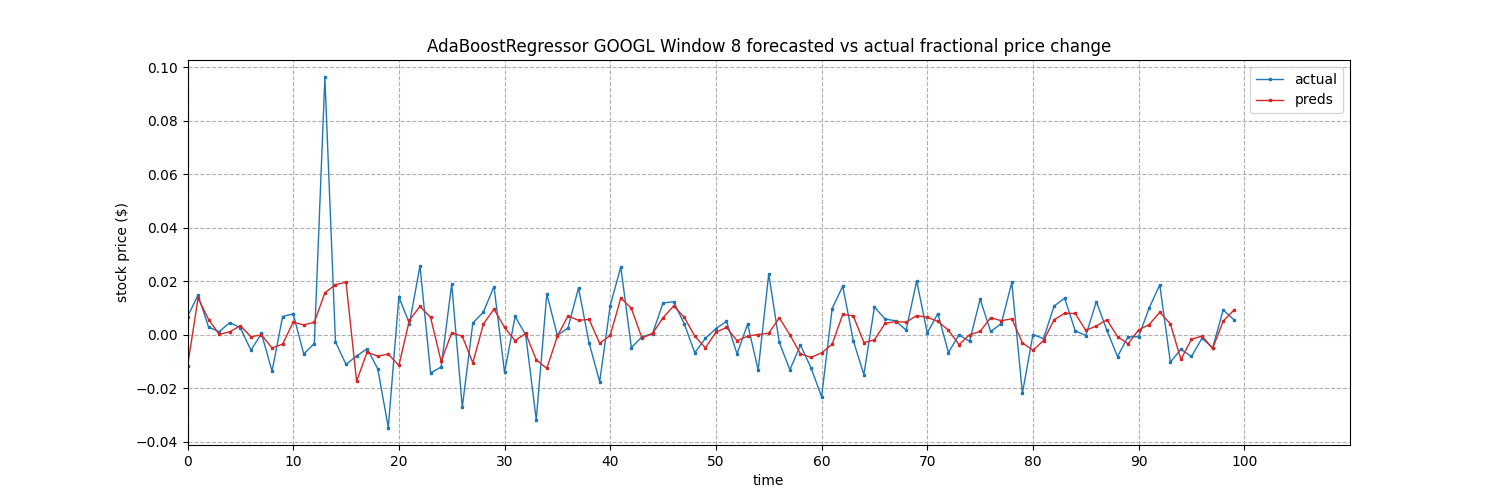 AdaBoostRegressor GOOGL Window 8 forecasted vs actual fractional price change
0.10
0.08
0.06
0.04
0.02
0.00
−0.02
−0.04
stock price ($)
actual
preds
0 10 20 30 40 50 60 70 80 90 100
time